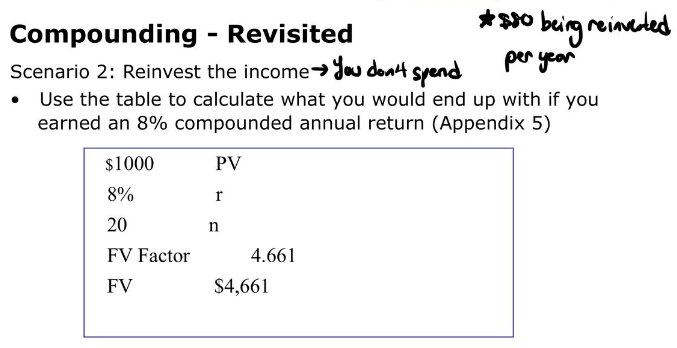 Compounding - Revisited
★ $80 being reinvested
per year
Scenario 2: Reinvest the income → You don't spend
• Use the table to calculate what you would end up with if you
earned an 8% compounded annual return (Appendix 5)
$1000 PV
8% r
20 n
FV Factor 4.661
FV $4,661